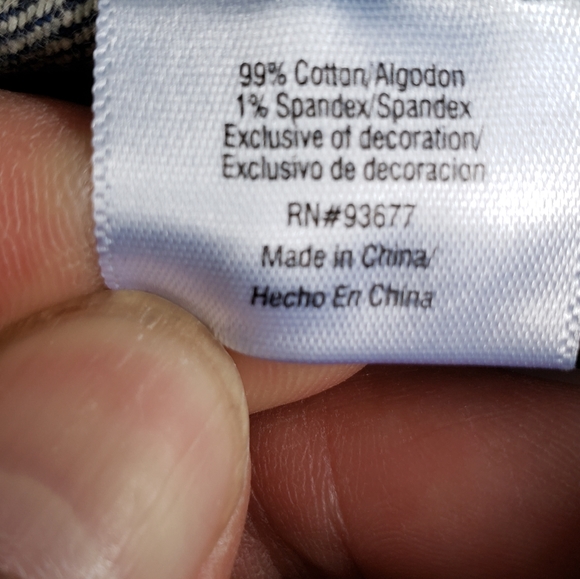 99% Cotton/Algodon
1% Spandex/Spandex
Exclusive of decoration/
Exclusivo de decoracion
RN#93677
Made in China/
Hecho En China